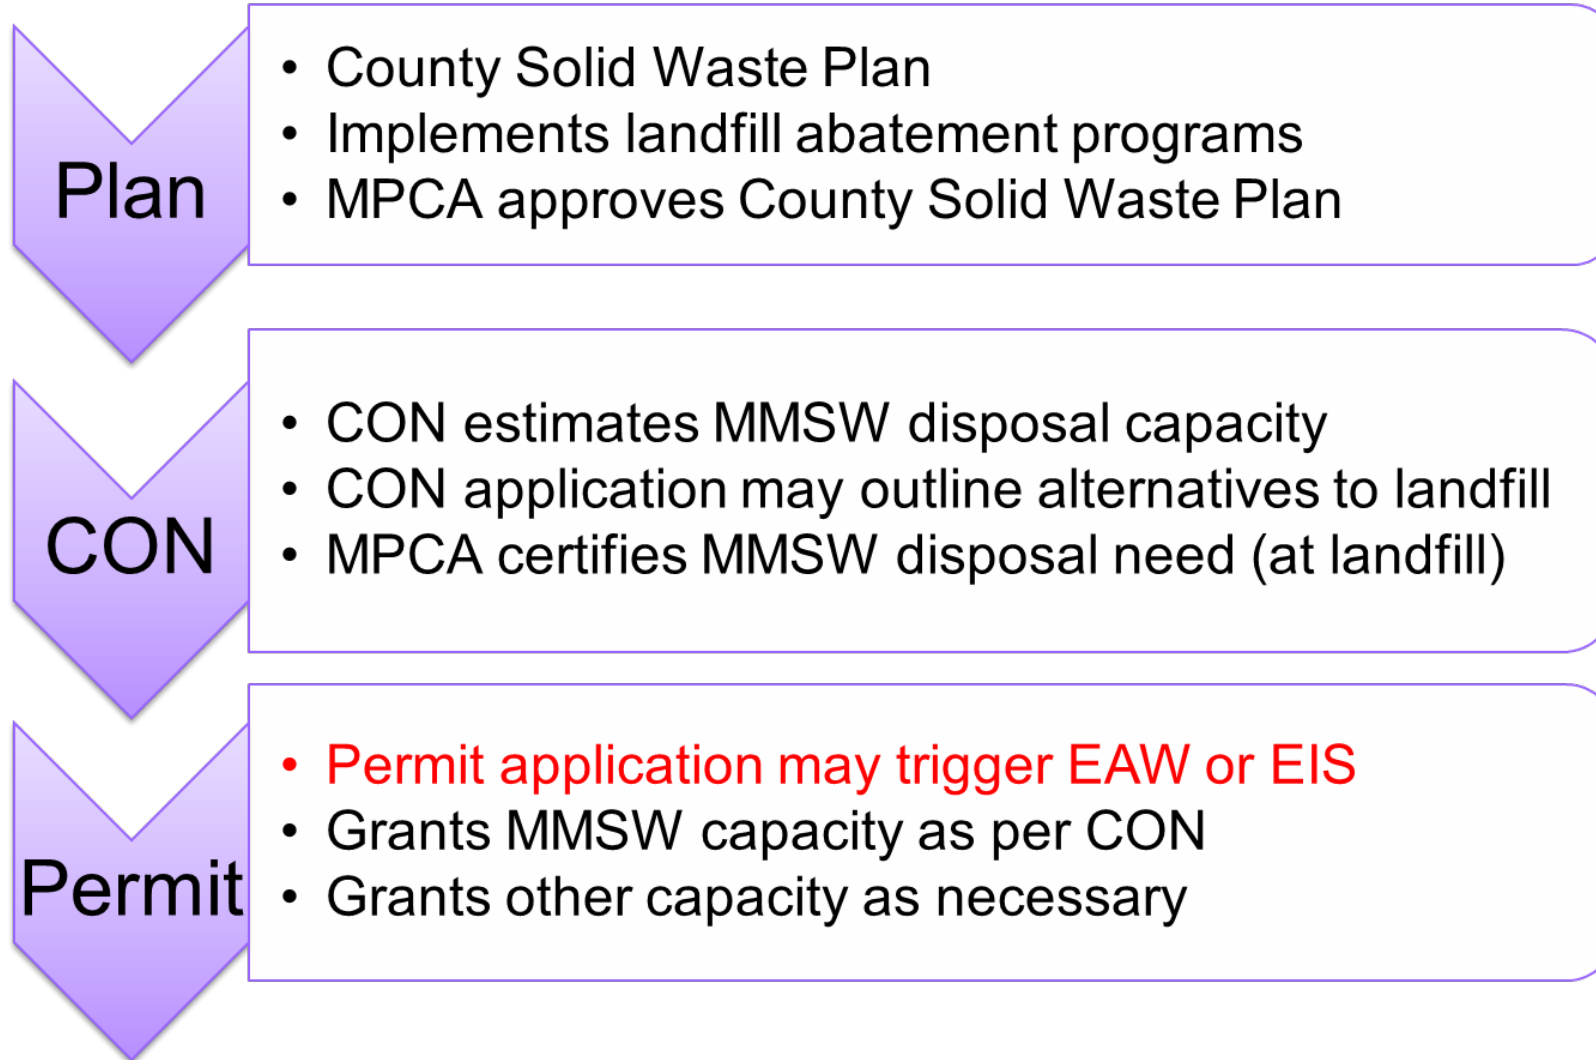 Plan
• County Solid Waste Plan
• Implements landfill abatement programs
• MPCA approves County Solid Waste Plan
CON
• CON estimates MMSW disposal capacity
• CON application may outline alternatives to landfill
• MPCA certifies MMSW disposal need (at landfill)
Permit
• Permit application may trigger EAW or EIS
• Grants MMSW capacity as per CON
• Grants other capacity as necessary